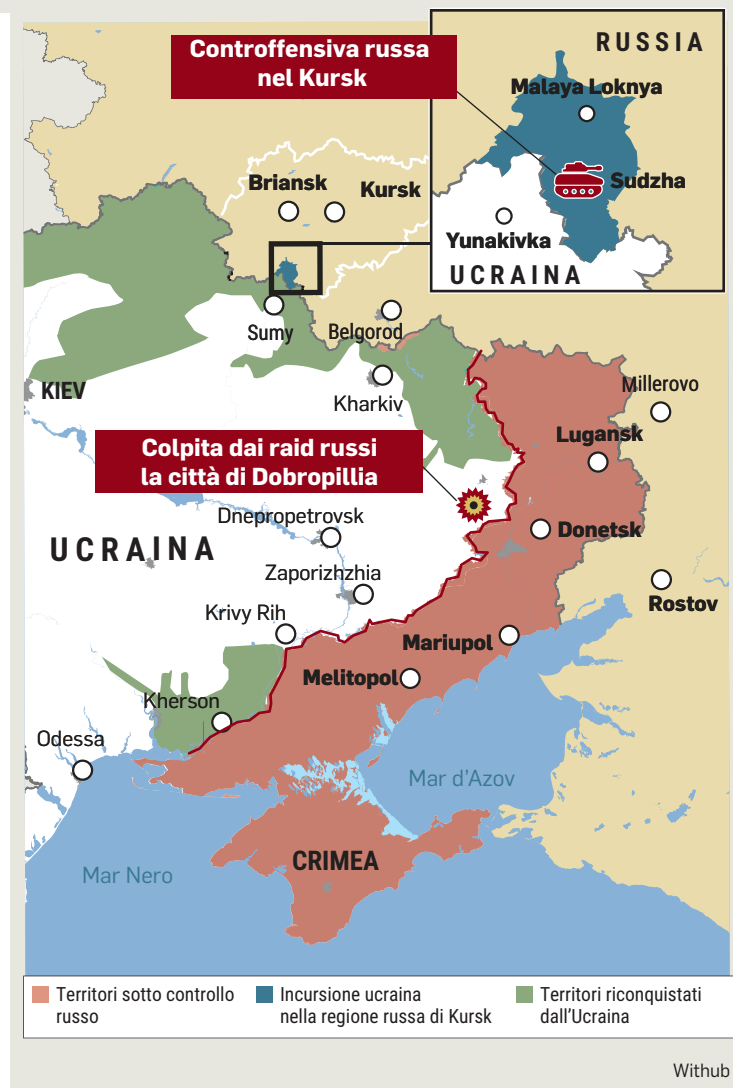 Controffensiva russa
nel Kursk
RUSSIA
Malaya Loknya
Sudzha
Yunakivka
UCRAINA
Briansk
Kursk
Sumy
Belgorod
KIEV
Kharkiv
Millerovo
Lugansk
Colpita dai raid russi
la città di Dobropillia
Dnepropetrovsk
Donetsk
UCRAINA
Zaporizhzhia
Rostov
Krivy Rih
Mariupol
Melitopol
Kherson
Odessa
Mar d'Azov
CRIMEA
Mar Nero
Territori sotto controllo
russo
Incursione ucraina
nella regione russa di Kursk
Territori riconquistati
dall'Ucraina
Withub